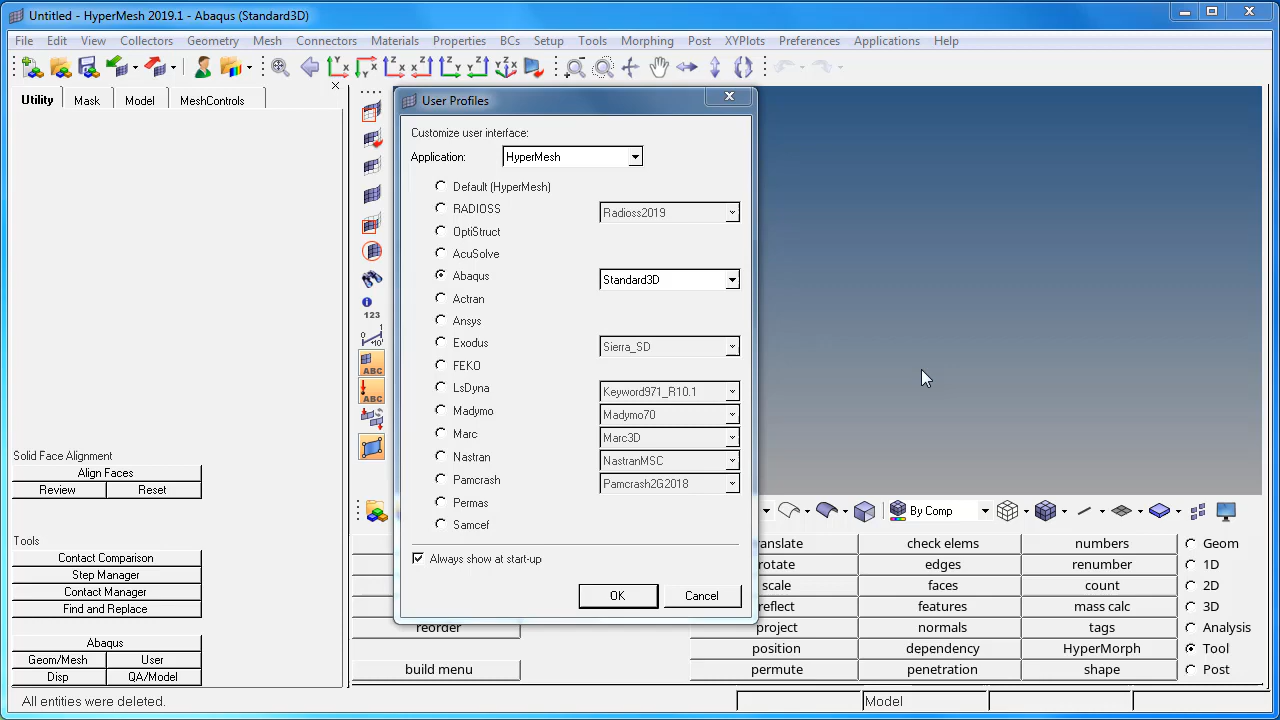 Untitled - HyperMesh 2019.1 - Abaqus (Standard3D)
File Edit View Collectors Geometry Mesh Connectors Materials Properties BCs Setup Tools Morphing Post XYPlots Preferences Applications Help
Utility Mask Model MeshControls
User Profiles
Customize user interface:
Application: HyperMesh
Default (HyperMesh)
RADIOSS Radioss2019
OptiStruct
AcuSolve
Abaqus Standard3D
Actran
Ansys
Exodus Sierra_SD
FEKO
LsDyna Keyword971_R10.1
Madymo Madymo70
Marc Marc3D
Nastran NastranMSC
Pamcrash Pamcrash2G2018
Permas
Samcef
Always show at start-up
OK Cancel
123
ABC
ABC
Solid Face Alignment
Align Faces
Review Reset
Tools
Contact Comparison
Step Manager
Contact Manager
Find and Replace
Abaqus
Geom/Mesh User
Disp QA/Model
By Comp
translate check elems numbers Geom
rotate edges renumber 1D
scale faces count 2D
reflect features mass calc 3D
reorder project normals tags Analysis
position dependency HyperMorph Tool
build menu permute penetration shape Post
All entities were deleted. Model